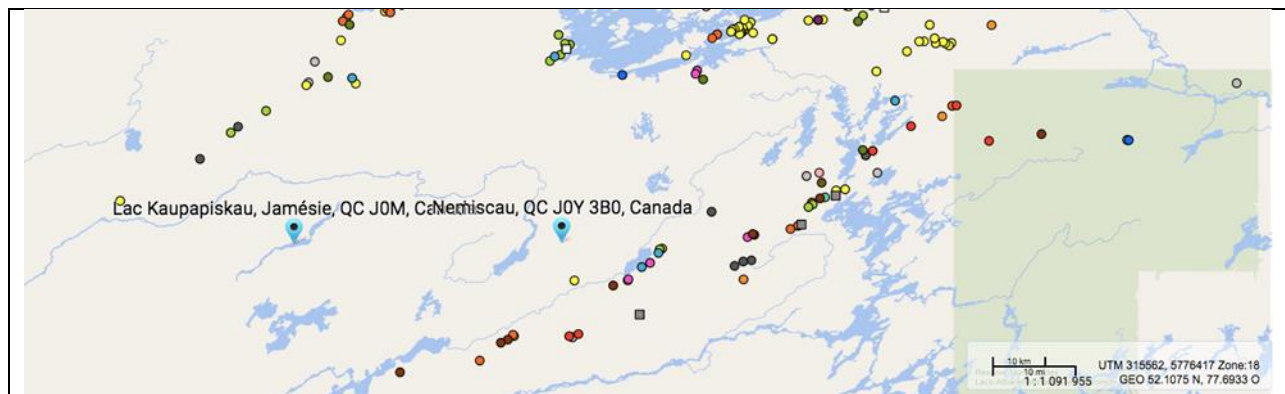 Lac Kaupapiskau, Jamésie, QC J0M, Ca
Nemiscau, QC J0Y 3B0, Canada
10 km
10 mi
1 : 1 091 955
UTM 315562, 5776417 Zone:18
GEO 52.1075 N, 77.6933 O